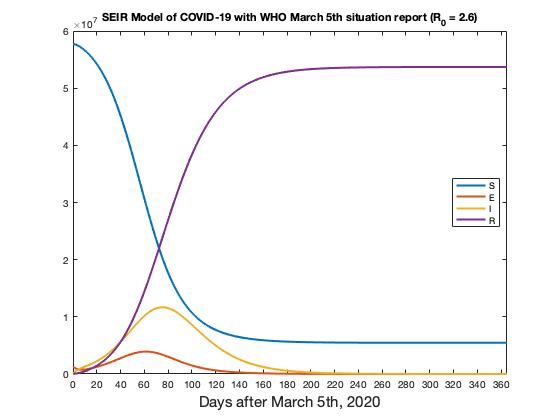 SEIR Model of COVID-19 with WHO March 5th situation report (R0 = 2.6)
×10^7
6
5
4
3
2
1
0
S
E
I
R
0 20 40 60 80 100 120 140 160 180 200 220 240 260 280 300 320 340 360
Days after March 5th, 2020